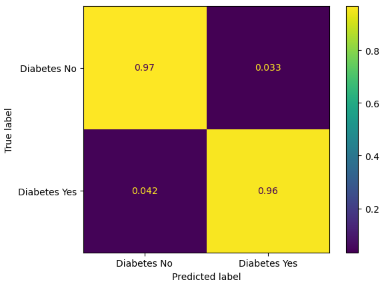 Diabetes No
0.97
0.033
0.8
0.6
True label
0.4
Diabetes Yes
0.042
0.96
0.2
Diabetes No
Diabetes Yes
Predicted label